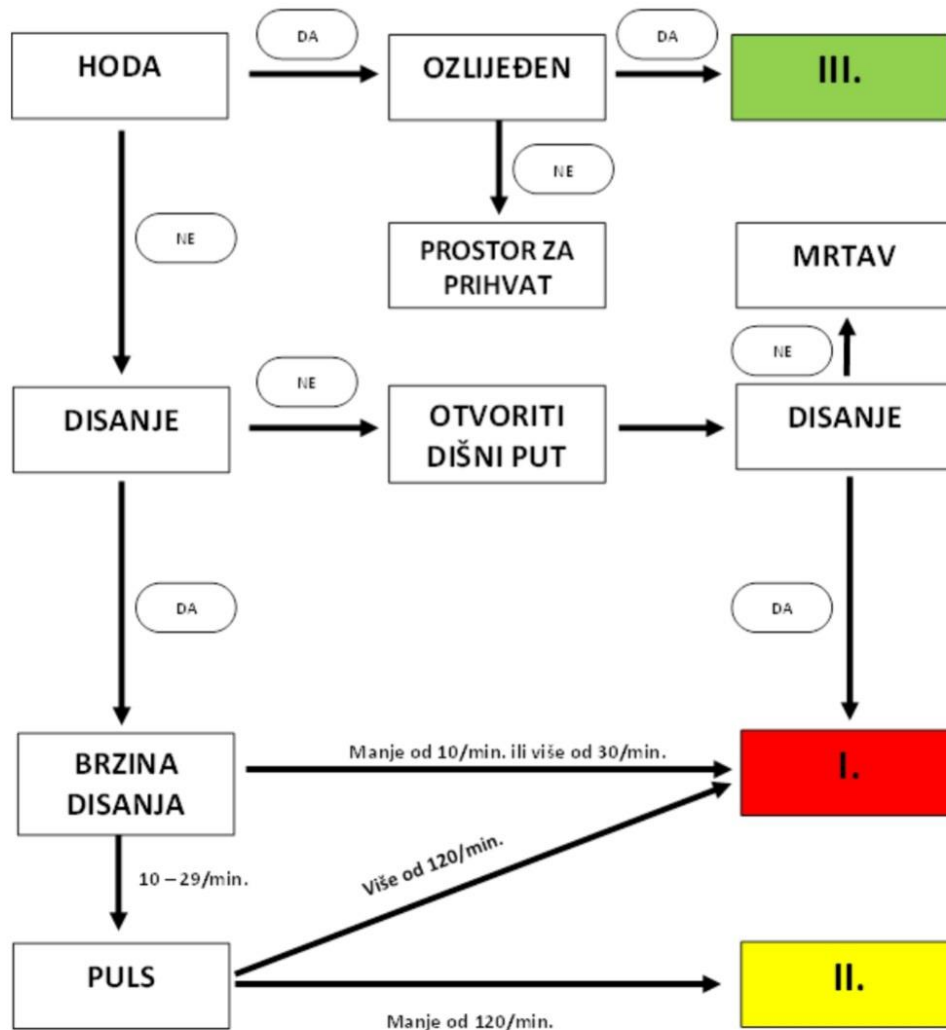 HODA
DA
OZLIJEĐEN
DA
III.
NE
NE
PROSTOR ZA
PRIHVAT
MRTAV
NE
DISANJE
NE
OTVORITI
DIŠNI PUT
DISANJE
DA
DA
BRZINA
DISANJA
Manje od 10/min. ili više od 30/min.
I.
10 – 29/min.
Više od 120/min.
PULS
Manje od 120/min.
II.